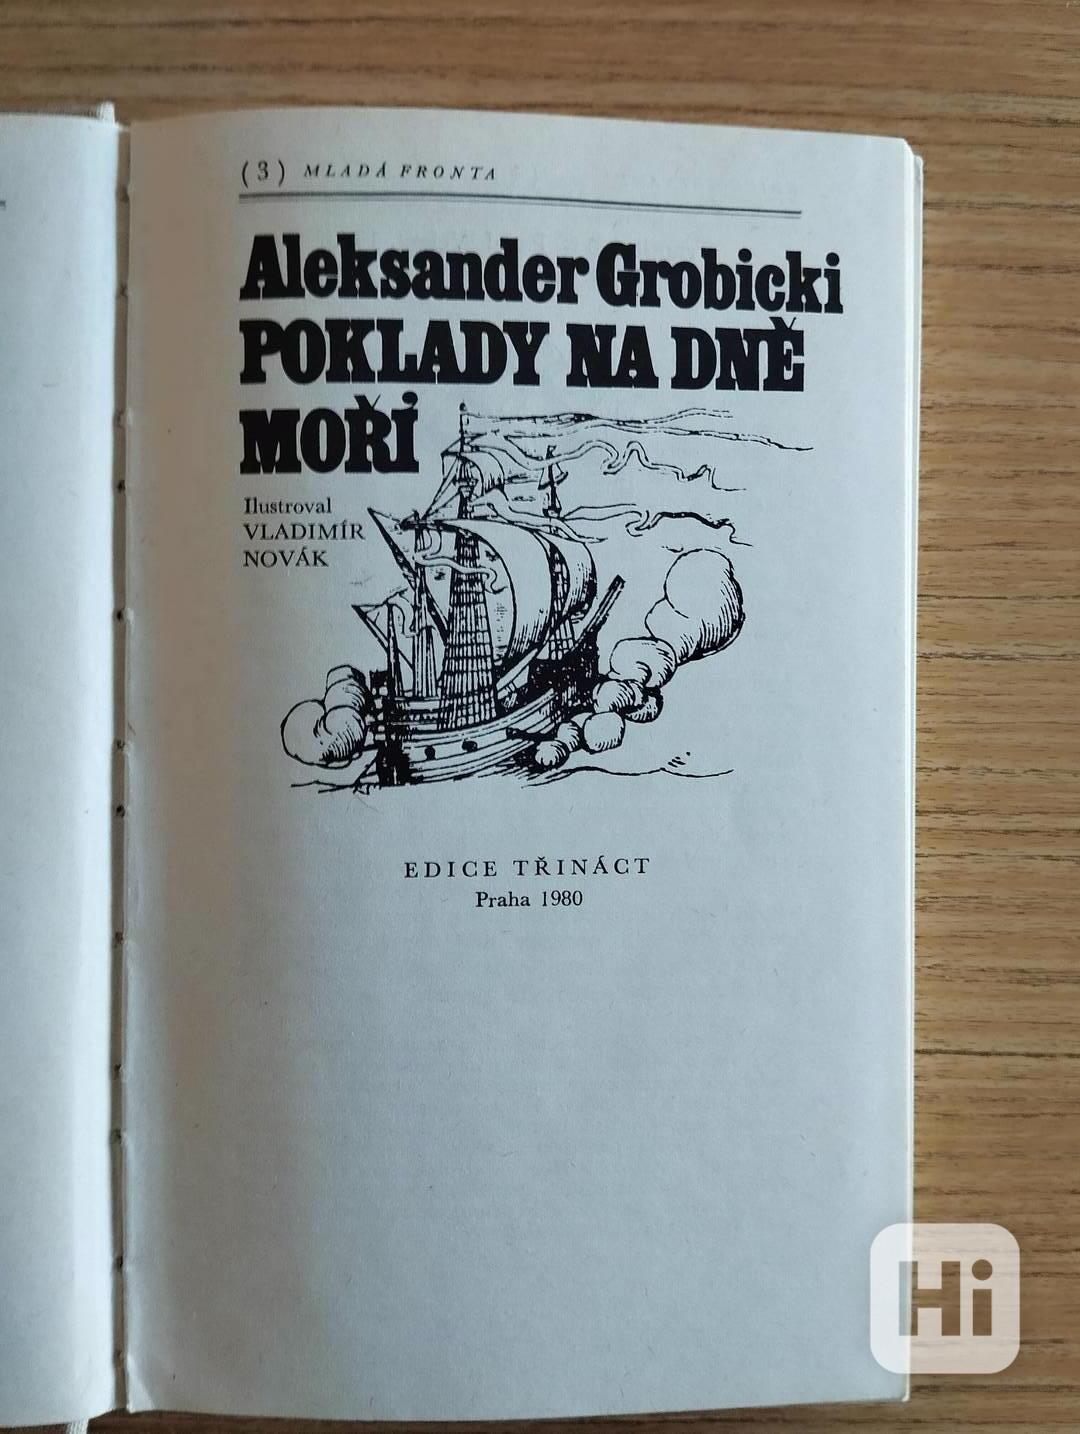 (3) MLADÁ FRONTA
Aleksander Grobicki
POKLADY NA DNĚ
MOŘÍ
Ilustroval
VLADIMÍR
NOVÁK
EDICE TŘINÁCT
Praha 1980
Hi